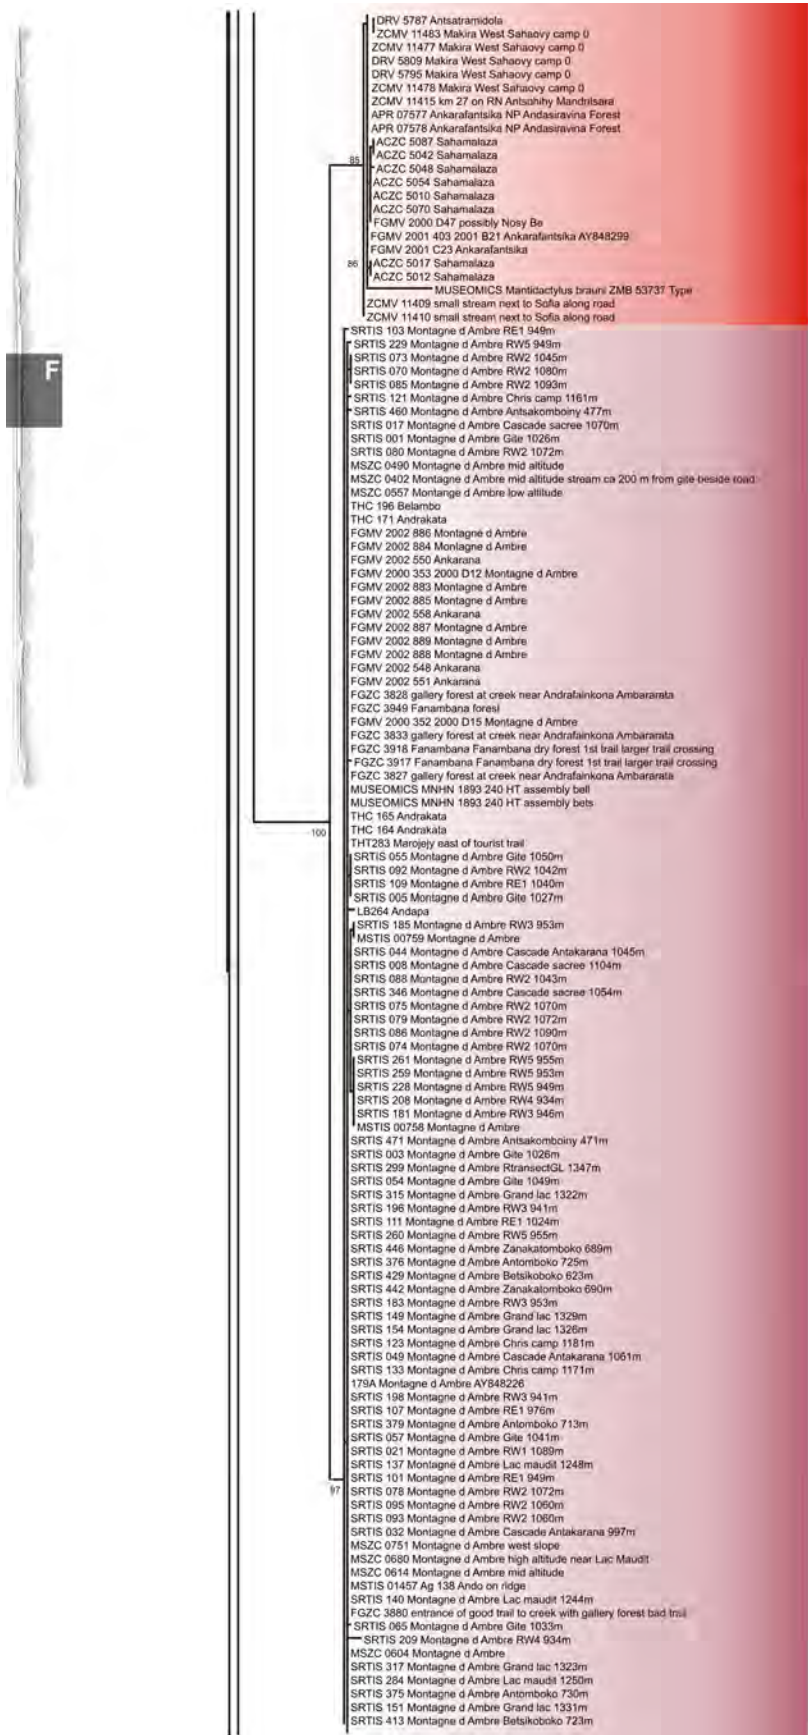 DRV 5787 Antsatramidola
ZCMV 11483 Makira West Sahaovy camp 0
ZCMV 11477 Makira West Sahaovy camp 0
DRV 5809 Makira West Sahaovy camp 0
DRV 5795 Makira West Sahaovy camp 0
ZCMV 11478 Makira West Sahaovy camp 0
ZCMV 11415 km 27 on RN Antsohihy Mandritsara
APR 07577 Ankarafantsika NP Andasiravina Forest
APR 07578 Ankarafantsika NP Andasiravina Forest
ACZC 5087 Sahamalaza
85
ACZC 5042 Sahamalaza
ACZC 5048 Sahamalaza
ACZC 5054 Sahamalaza
ACZC 5010 Sahamalaza
ACZC 5070 Sahamalaza
FGMV 2000 D47 possibly Nosy Be
FGMV 2001 403 2001 B21 Ankarafantsika AY848299
FGMV 2001 C23 Ankarafantsika
86
ACZC 5017 Sahamalaza
ACZC 5012 Sahamalaza
MUSEOMICS Mantidactylus brauni ZMB 53737 Type
ZCMV 11409 small stream next to Sofia along road
ZCMV 11410 small stream next to Sofia along road
SRTIS 103 Montagne d Ambre RE1 949m
SRTIS 229 Montagne d Ambre RW5 949m
SRTIS 073 Montagne d Ambre RW2 1045m
F
SRTIS 070 Montagne d Ambre RW2 1080m
SRTIS 085 Montagne d Ambre RW2 1093m
SRTIS 121 Montagne d Ambre Chris camp 1161m
SRTIS 460 Montagne d Ambre Antsakomboiny 477m
SRTIS 017 Montagne d Ambre Cascade sacree 1070m
SRTIS 001 Montagne d Ambre Gite 1026m
SRTIS 080 Montagne d Ambre RW2 1072m
MSZC 0490 Montagne d Ambre mid altitude
MSZC 0402 Montagne d Ambre mid altitude stream ca 200 m from gite beside road
MSZC 0557 Montange d Ambre low altitude
THC 196 Belambo
THC 171 Andrakata
FGMV 2002 886 Montagne d Ambre
FGMV 2002 884 Montagne d Ambre
FGMV 2002 550 Ankarana
FGMV 2000 353 2000 D12 Montagne d Ambre
FGMV 2002 883 Montagne d Ambre
FGMV 2002 885 Montagne d Ambre
FGMV 2002 558 Ankarana
FGMV 2002 887 Montagne d Ambre
FGMV 2002 889 Montagne d Ambre
FGMV 2002 888 Montagne d Ambre
FGMV 2002 548 Ankarana
FGMV 2002 551 Ankarana
FGZC 3828 gallery forest at creek near Andrafainkona Ambararata
FGZC 3949 Fanambana forest
FGMV 2000 352 2000 D15 Montagne d Ambre
FGZC 3833 gallery forest at creek near Andrafainkona Ambararata
FGZC 3918 Fanambana Fanambana dry forest 1st trail larger trail crossing
FGZC 3917 Fanambana Fanambana dry forest 1st trail larger trail crossing
FGZC 3827 gallery forest at creek near Andrafainkona Ambararata
MUSEOMICS MNHN 1893 240 HT assembly bell
MUSEOMICS MNHN 1893 240 HT assembly bets
THC 165 Andrakata
100
THC 164 Andrakata
THT283 Marojejy east of tourist trail
SRTIS 055 Montagne d Ambre Gite 1050m
SRTIS 092 Montagne d Ambre RW2 1042m
SRTIS 109 Montagne d Ambre RE1 1040m
SRTIS 005 Montagne d Ambre Gite 1027m
LB264 Andapa
SRTIS 185 Montagne d Ambre RW3 953m
MSTIS 00759 Montagne d Ambre
SRTIS 044 Montagne d Ambre Cascade Antakarana 1045m
SRTIS 008 Montagne d Ambre Cascade sacree 1104m
SRTIS 088 Montagne d Ambre RW2 1043m
SRTIS 346 Montagne d Ambre Cascade sacree 1054m
SRTIS 075 Montagne d Ambre RW2 1070m
SRTIS 079 Montagne d Ambre RW2 1072m
SRTIS 086 Montagne d Ambre RW2 1090m
SRTIS 074 Montagne d Ambre RW2 1070m
SRTIS 261 Montagne d Ambre RW5 955m
SRTIS 259 Montagne d Ambre RW5 953m
SRTIS 228 Montagne d Ambre RW5 949m
SRTIS 208 Montagne d Ambre RW4 934m
SRTIS 181 Montagne d Ambre RW3 946m
MSTIS 00758 Montagne d Ambre
SRTIS 471 Montagne d Ambre Antsakomboiny 471m
SRTIS 003 Montagne d Ambre Gite 1026m
SRTIS 299 Montagne d Ambre RtransectGL 1347m
SRTIS 054 Montagne d Ambre Gite 1049m
SRTIS 315 Montagne d Ambre Grand lac 1322m
SRTIS 196 Montagne d Ambre RW3 941m
SRTIS 111 Montagne d Ambre RE1 1024m
SRTIS 260 Montagne d Ambre RW5 955m
SRTIS 446 Montagne d Ambre Zanakatomboko 689m
SRTIS 376 Montagne d Ambre Antomboko 725m
SRTIS 429 Montagne d Ambre Betsikoboko 623m
SRTIS 442 Montagne d Ambre Zanakatomboko 690m
SRTIS 183 Montagne d Ambre RW3 953m
SRTIS 149 Montagne d Ambre Grand lac 1329m
SRTIS 154 Montagne d Ambre Grand lac 1326m
SRTIS 123 Montagne d Ambre Chris camp 1181m
SRTIS 049 Montagne d Ambre Cascade Antakarana 1061m
SRTIS 133 Montagne d Ambre Chris camp 1171m
179A Montagne d Ambre AY848226
SRTIS 198 Montagne d Ambre RW3 941m
SRTIS 107 Montagne d Ambre RE1 976m
SRTIS 379 Montagne d Ambre Antomboko 713m
SRTIS 057 Montagne d Ambre Gite 1041m
SRTIS 021 Montagne d Ambre RW1 1089m
SRTIS 137 Montagne d Ambre Lac maudit 1248m
SRTIS 101 Montagne d Ambre RE1 949m
97
SRTIS 078 Montagne d Ambre RW2 1072m
SRTIS 095 Montagne d Ambre RW2 1060m
SRTIS 093 Montagne d Ambre RW2 1060m
SRTIS 032 Montagne d Ambre Cascade Antakarana 997m
MSZC 0751 Montagne d Ambre west slope
MSZC 0680 Montagne d Ambre high altitude near Lac Maudit
MSZC 0614 Montagne d Ambre mid altitude
MSTIS 01457 Ag 138 Ando on ridge
SRTIS 140 Montagne d Ambre Lac maudit 1244m
FGZC 3880 entrance of good trail to creek with gallery forest bad trail
SRTIS 065 Montagne d Ambre Gite 1033m
SRTIS 209 Montagne d Ambre RW4 934m
MSZC 0604 Montagne d Ambre
SRTIS 317 Montagne d Ambre Grand lac 1323m
SRTIS 284 Montagne d Ambre Lac maudit 1250m
SRTIS 375 Montagne d Ambre Antomboko 730m
SRTIS 151 Montagne d Ambre Grand lac 1331m
SRTIS 413 Montagne d Ambre Betsikoboko 723m